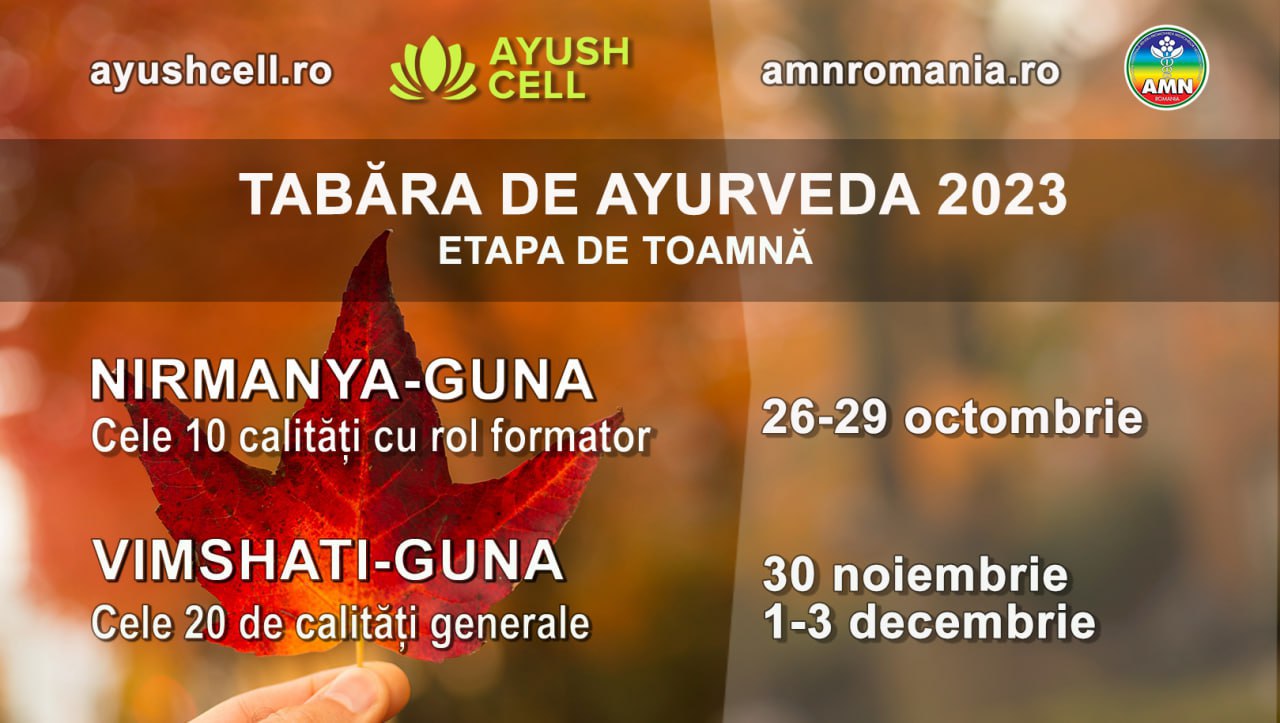 ayushcell.ro
AYUSH
CELL
amnromania.ro
AMN
ROMANIA
TABĂRA DE AYURVEDA 2023
ETAPA DE TOAMNĂ
NIRMANYA-GUNA
Cele 10 calități cu rol formator
26-29 octombrie
VIMSHATI-GUNA
Cele 20 de calități generale
30 noiembrie
1-3 decembrie